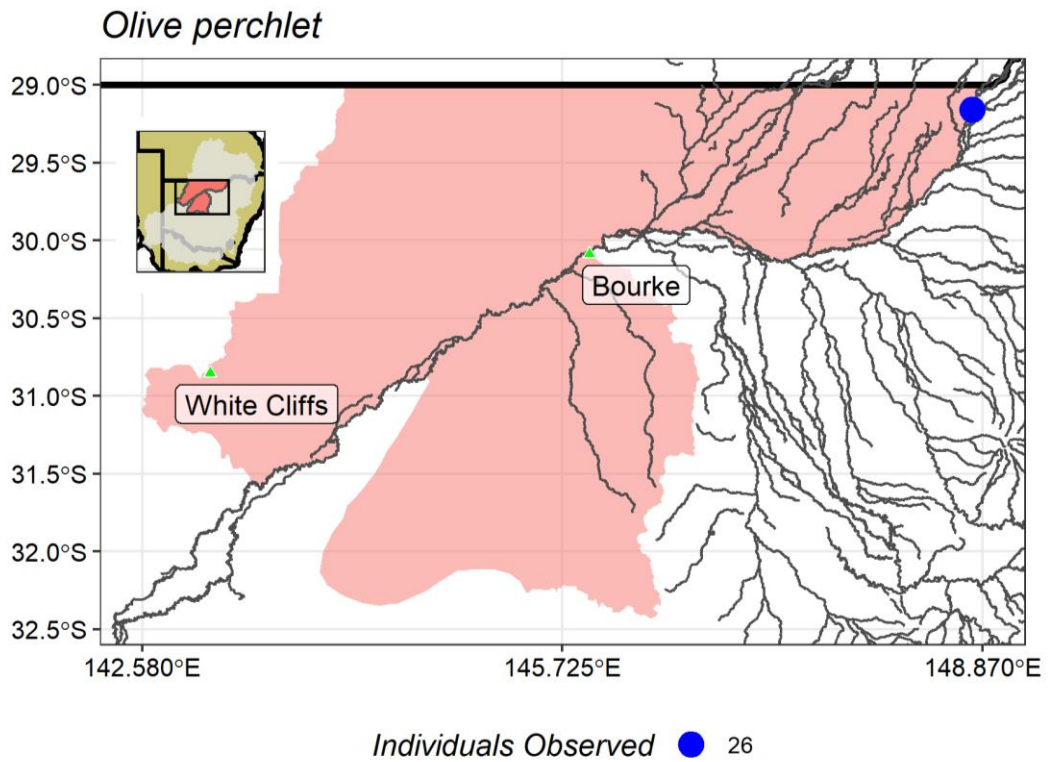 Olive perchlet
29.0°S
29.5°S
30.0°S
Bourke
30.5°S
31.0°S
White Cliffs
31.5°S
32.0°S
32.5°S
142.580°E 145.725°E 148.870°E
Individuals Observed 26